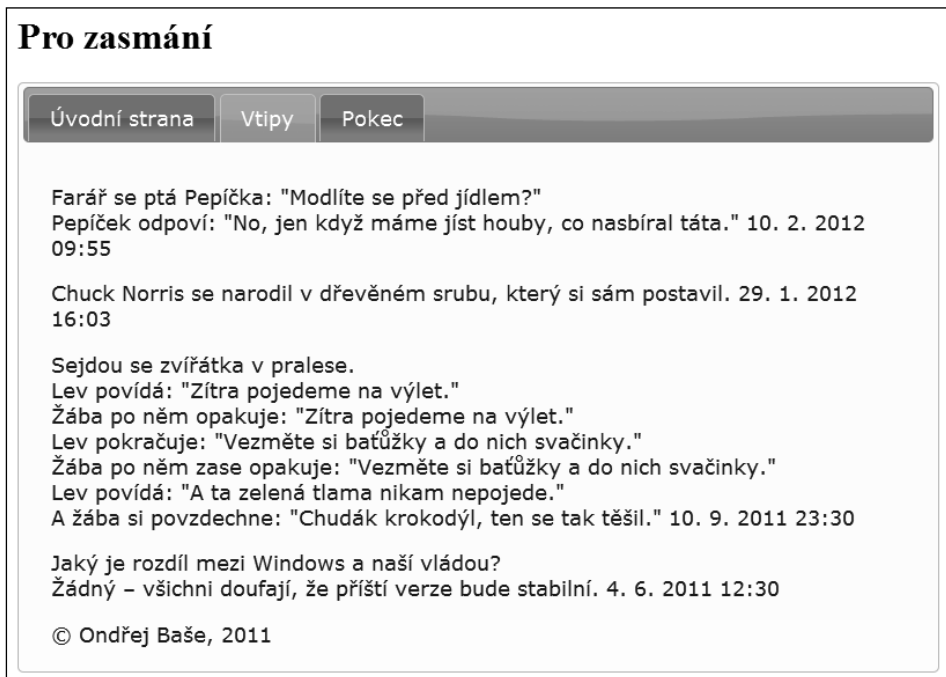 Pro zasmání
Úvodní strana Vtipy Pokec
Farář se ptá Pepíčka: "Modlíte se před jídlem?"
Pepíček odpoví: "No, jen když máme jíst houby, co nasbíral táta." 10. 2. 2012
09:55
Chuck Norris se narodil v dřevěném srubu, který si sám postavil. 29. 1. 2012
16:03
Sejdou se zvířátka v pralese.
Lev povídá: "Zítra pojedeme na výlet."
Žába po něm opakuje: "Zítra pojedeme na výlet."
Lev pokračuje: "Vezměte si baťůžky a do nich svačinky."
Žába po něm zase opakuje: "Vezměte si baťůžky a do nich svačinky."
Lev povídá: "A ta zelená tlama nikam nepojede."
A žába si povzdechne: "Chudák krokodýl, ten se tak těšil." 10. 9. 2011 23:30
Jaký je rozdíl mezi Windows a naší vládou?
Žádný – všichni doufají, že příští verze bude stabilní. 4. 6. 2011 12:30
© Ondřej Baše, 2011